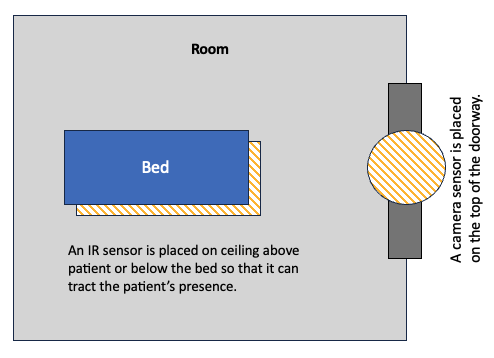 Room
Bed
An IR sensor is placed on ceiling above
patient or below the bed so that it can
tract the patient's presence.
A camera sensor is placed
on the top of the doorway.